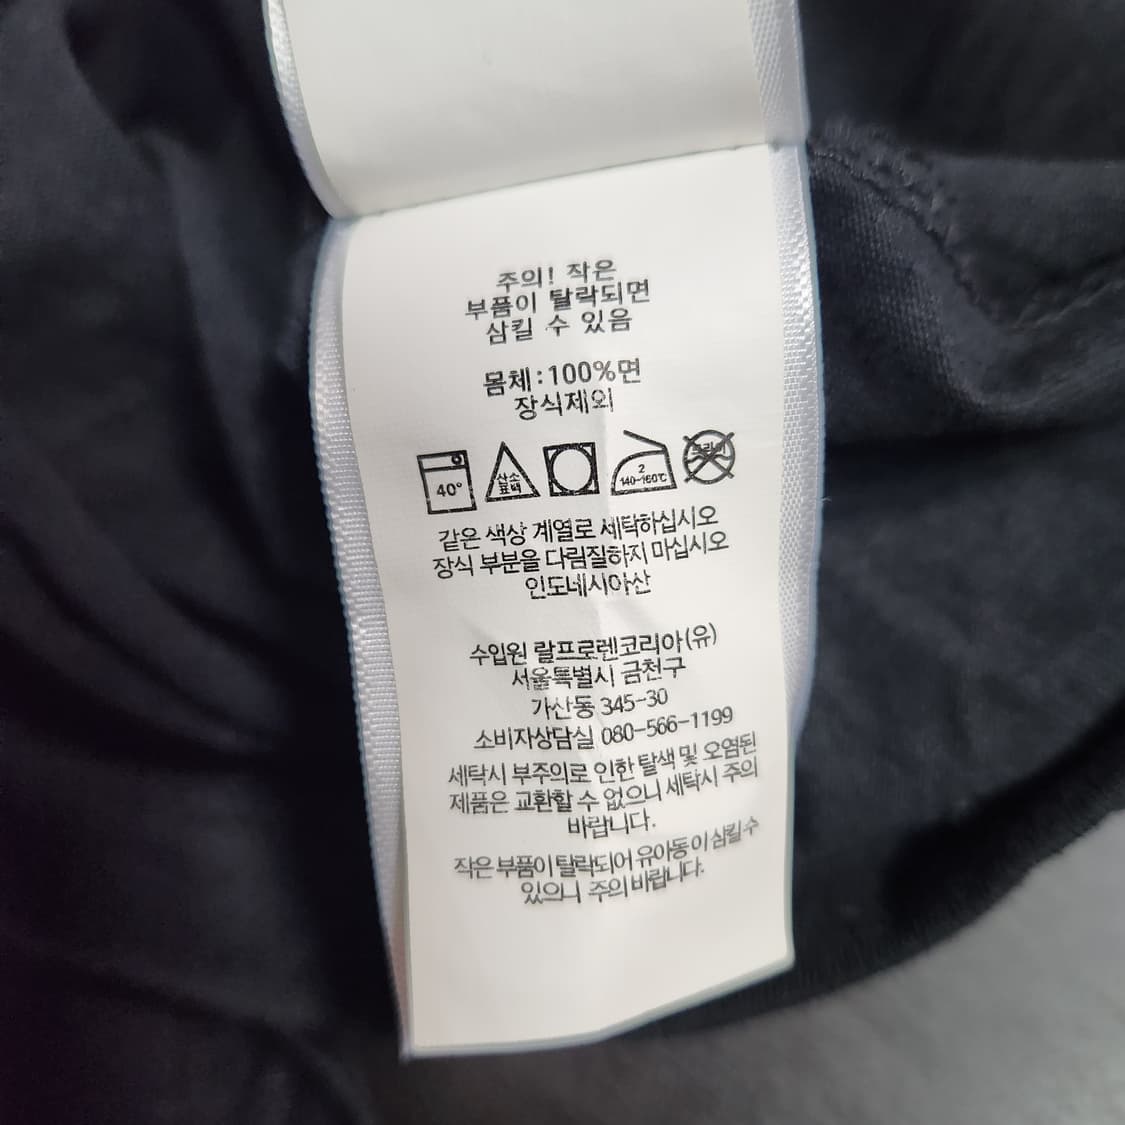 주의! 작은
부품이 탈락되면
삼킬 수 있음
몸체:100%면
장식제외
40°
산소
표백
2
140~160℃
드라이
같은 색상 계열로 세탁하십시오
장식 부분을 다림질하지 마십시오
인도네시아산
수입원 랄프로렌코리아(유)
서울특별시 금천구
가산동 345-30
소비자상담실 080-566-1199
세탁시 부주의로 인한 탈색 및 오염된
제품은 교환할 수 없으니 세탁시 주의
바랍니다.
작은 부품이 탈락되어 유아동이 삼킬 수
있으니 주의 바랍니다.